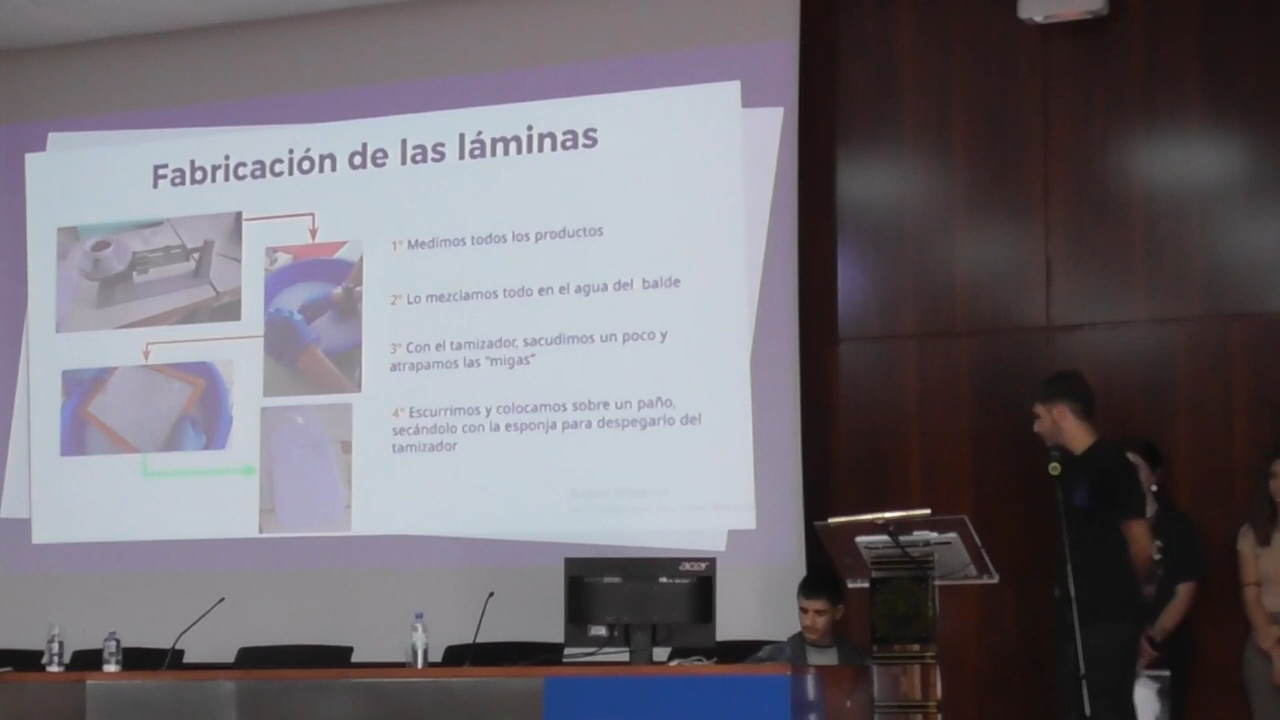 Fabricación de las láminas
1º Medimos todos los productos
2º Lo mezclamos todo en el agua del balde
3º Con el tamizador, sacudimos un poco y
atrapamos las "migas"
4º Escurrimos y colocamos sobre un paño,
secándolo con la esponja para despegarlo del
tamizador
acer